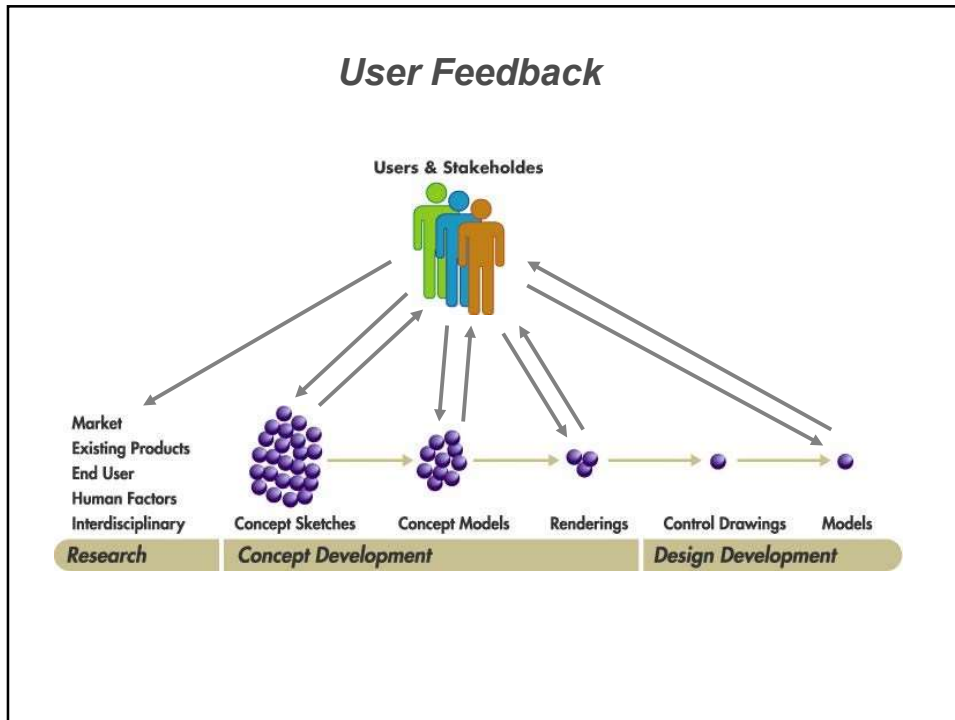 User Feedback
Users & Stakeholdes
Market
Existing Products
End User
Human Factors
Interdisciplinary
Concept Sketches
Concept Models
Renderings
Control Drawings
Models
Research
Concept Development
Design Development